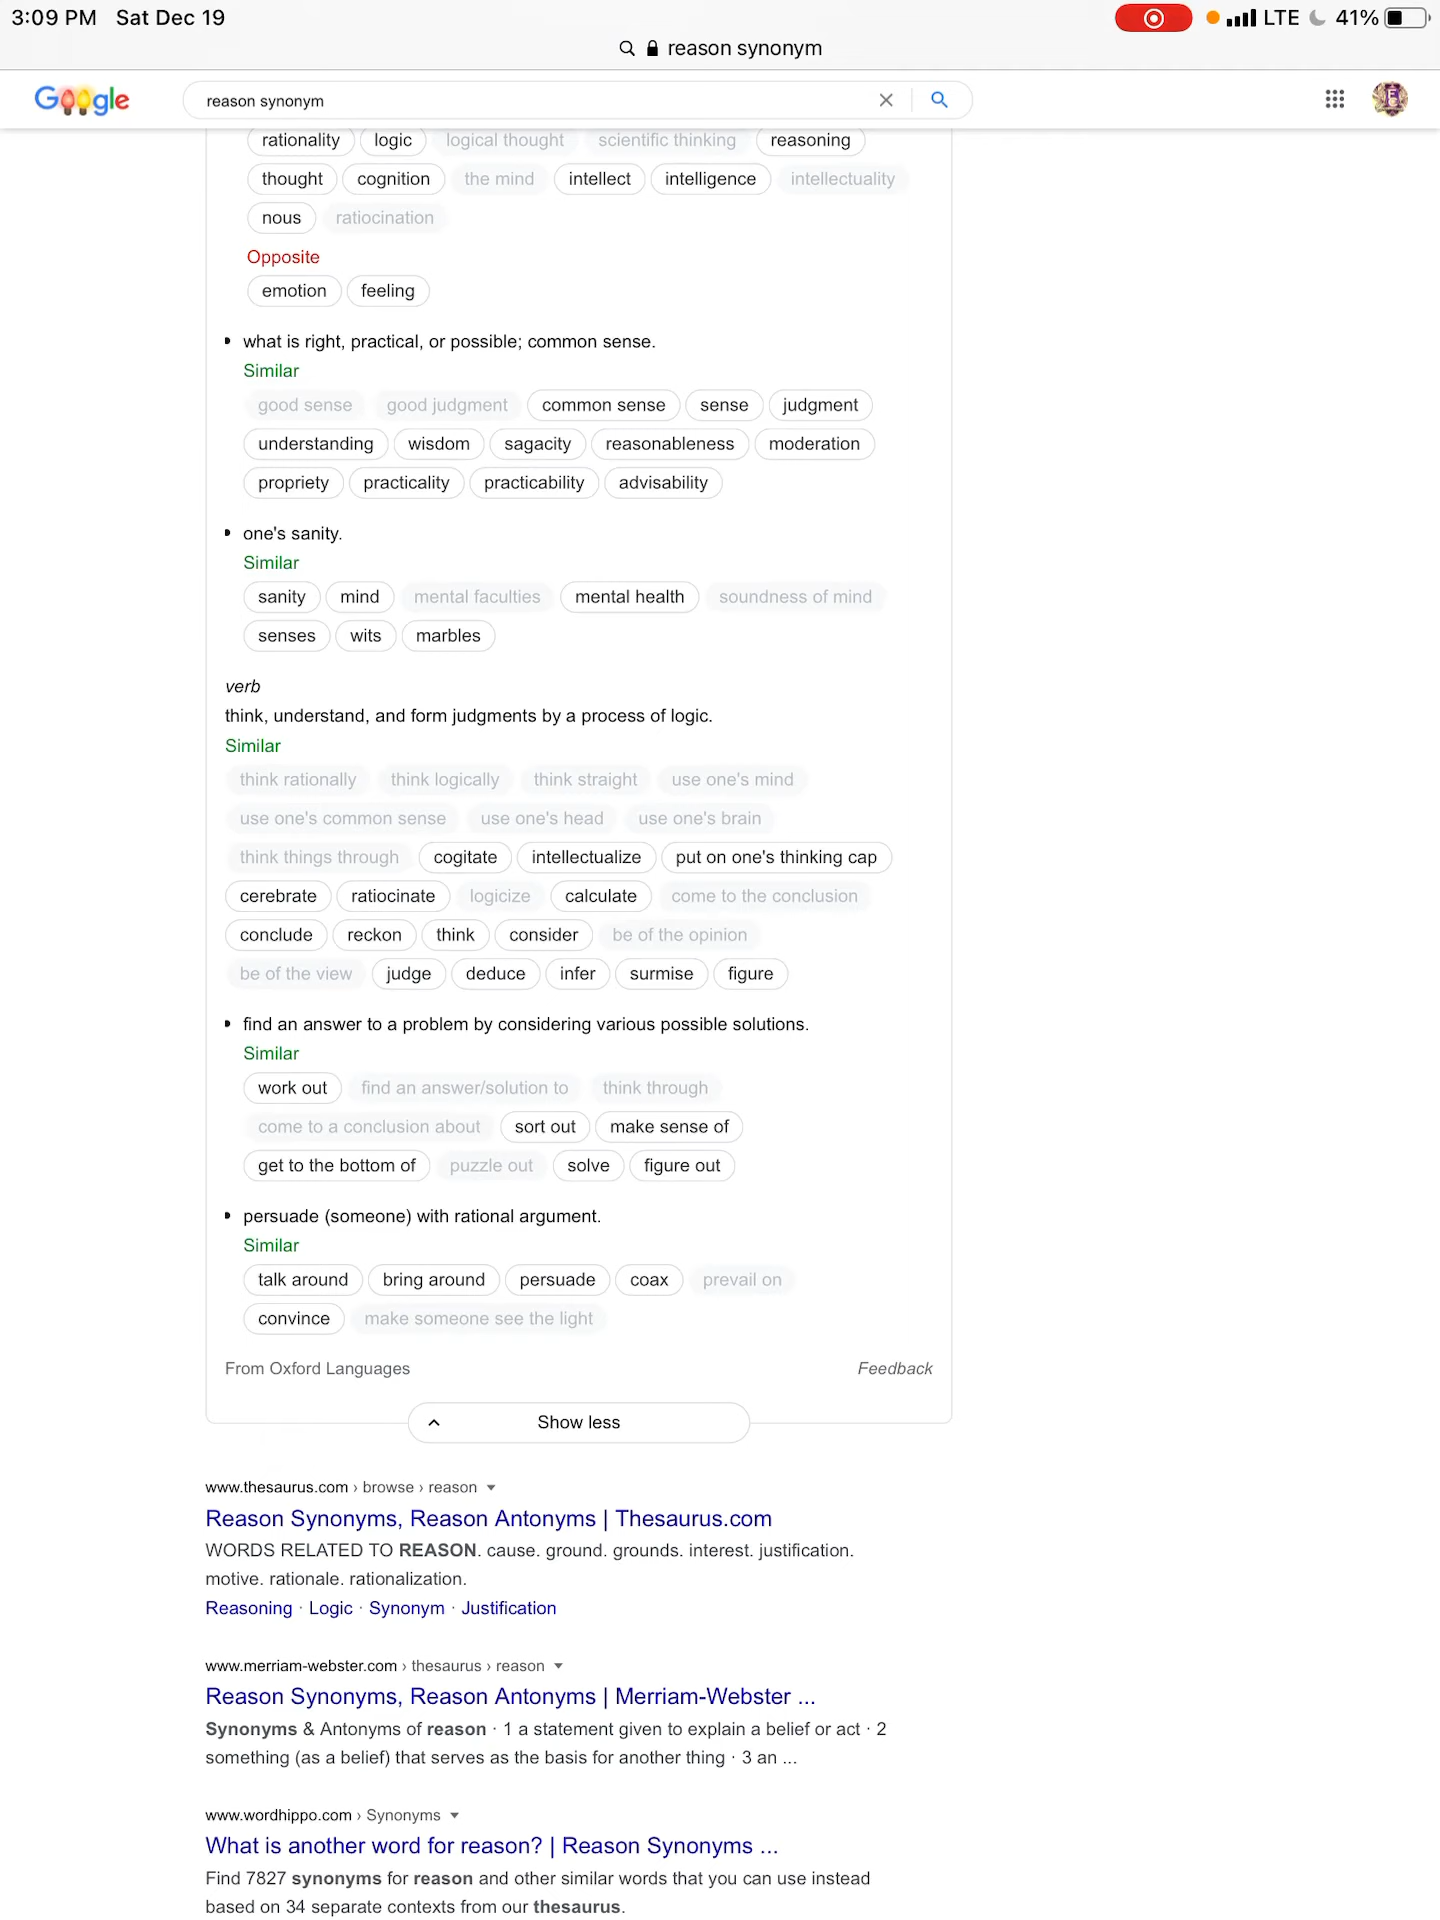 3:09 PM Sat Dec 19 LTE 41%
reason synonym
Google reason synonym
rationality logic logical thought scientific thinking reasoning
thought cognition the mind intellect intelligence intellectuality
nous ratiocination
Opposite
emotion feeling
what is right, practical, or possible; common sense.
Similar
good sense good judgment common sense sense judgment
understanding wisdom sagacity reasonableness moderation
propriety practicality practicability advisability
one's sanity.
Similar
sanity mind mental faculties mental health soundness of mind
senses wits marbles
verb
think, understand, and form judgments by a process of logic.
Similar
think rationally think logically think straight use one's mind
use one's common sense use one's head use one's brain
think things through cogitate intellectualize put on one's thinking cap
cerebrate ratiocinate logicize calculate come to the conclusion
conclude reckon think consider be of the opinion
be of the view judge deduce infer surmise figure
find an answer to a problem by considering various possible solutions.
Similar
work out find an answer/solution to think through
come to a conclusion about sort out make sense of
get to the bottom of puzzle out solve figure out
persuade (someone) with rational argument.
Similar
talk around bring around persuade coax prevail on
convince make someone see the light
From Oxford Languages Feedback
Show less
www.thesaurus.com › browse › reason
Reason Synonyms, Reason Antonyms | Thesaurus.com
WORDS RELATED TO REASON. cause. ground. grounds. interest. justification.
motive. rationale. rationalization.
Reasoning · Logic · Synonym · Justification
www.merriam-webster.com › thesaurus › reason
Reason Synonyms, Reason Antonyms | Merriam-Webster ...
Synonyms & Antonyms of reason · 1 a statement given to explain a belief or act · 2
something (as a belief) that serves as the basis for another thing · 3 an ...
www.wordhippo.com › Synonyms
What is another word for reason? | Reason Synonyms ...
Find 7827 synonyms for reason and other similar words that you can use instead
based on 34 separate contexts from our thesaurus.